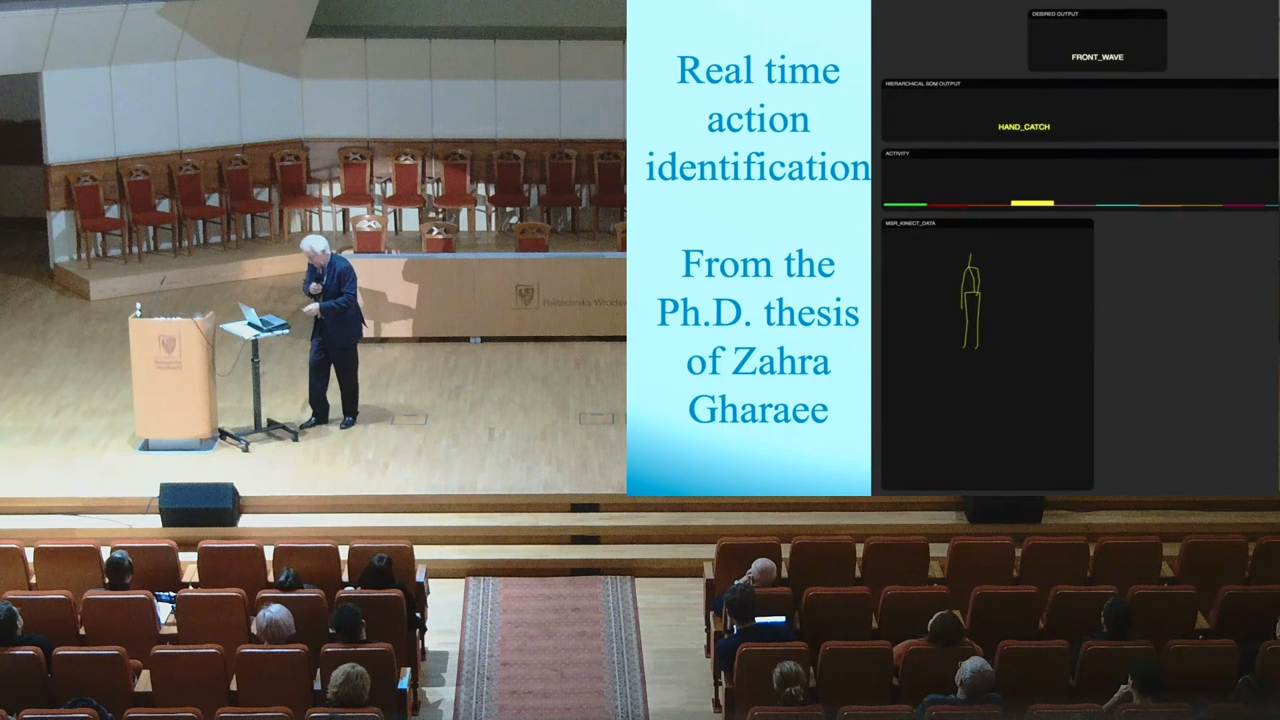 Real time
action
identification
From the
Ph.D. thesis
of Zahra
Gharaee
DESIRED OUTPUT
FRONT_WAVE
HIERARCHICAL SOM OUTPUT
HAND_CATCH
ACTIVITY
MSR_KINECT_DATA
Politechnika